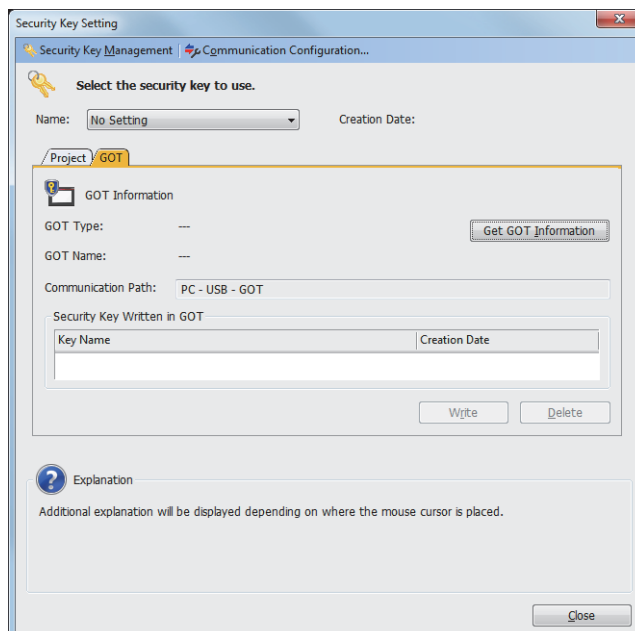 Security Key Setting
Security Key Management Communication Configuration...
Select the security key to use.
Name: No Setting Creation Date:
Project GOT
GOT Information
GOT Type: ---
Get GOT Information
GOT Name: ---
Communication Path: PC - USB - GOT
Security Key Written in GOT
Key Name Creation Date
Write Delete
Explanation
Additional explanation will be displayed depending on where the mouse cursor is placed.
Close